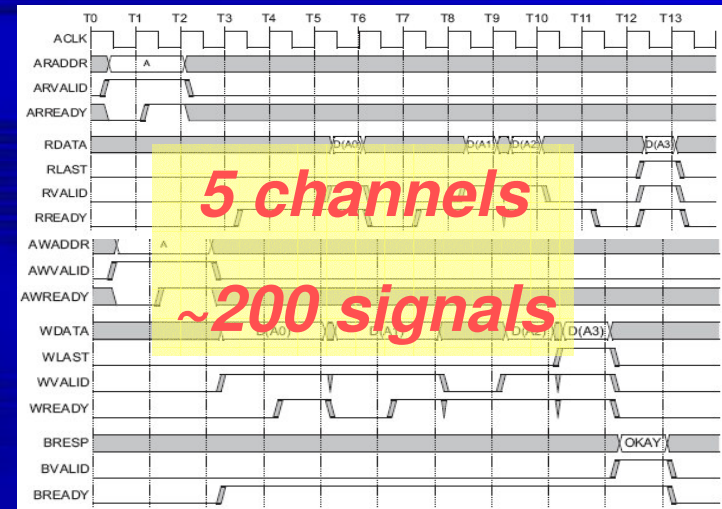 T0 T1 T2 T3 T4 T5 T6 T7 T8 T9 T10 T11 T12 T13
ACLK
ARADDR A
ARVALID
ARREADY
RDATA D(A0) D(A1) D(A2) D(A3)
RLAST
RVALID
RREADY
5 channels
AWADDR A
AWVALID
AWREADY
~200 signals
WDATA D(A0) D(A1) D(A2) D(A3)
WLAST
WVALID
WREADY
BRESP OKAY
BVALID
BREADY